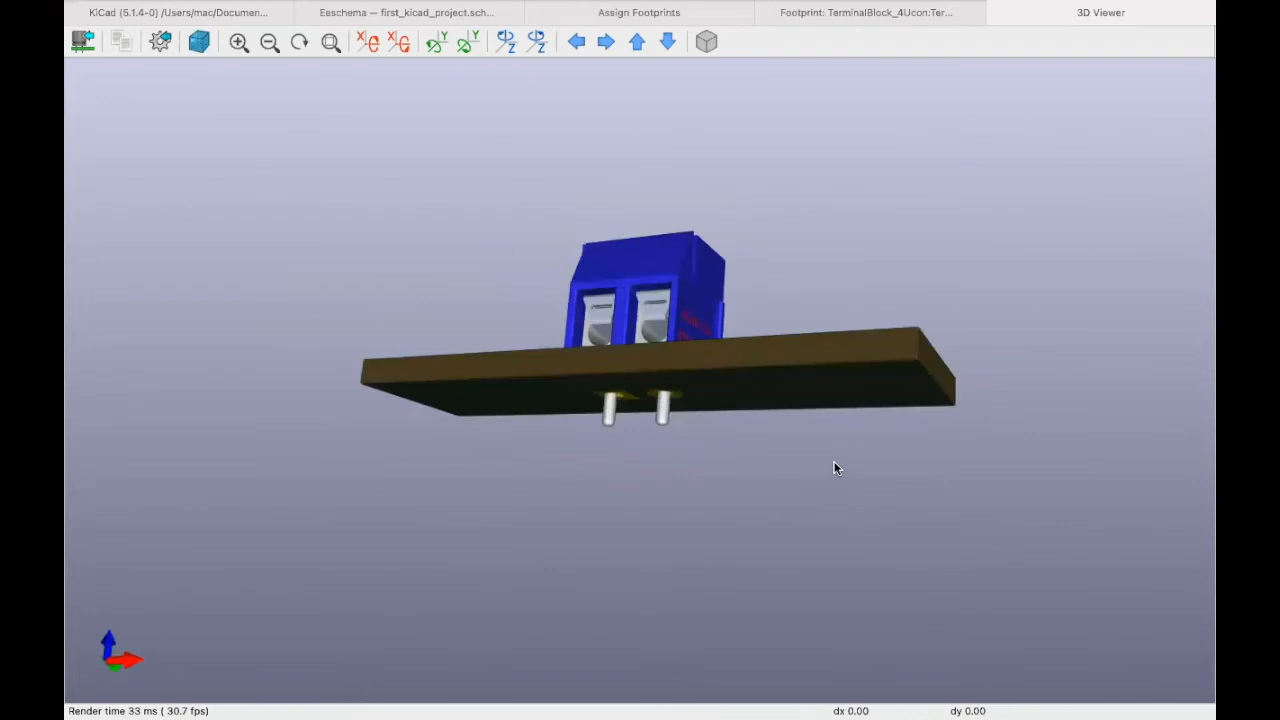 KiCad (5.1.4-0) /Users/mac/Documen...
Eeschema — first_kicad_project.sch...
Assign Footprints
Footprint: TerminalBlock_4Ucon:Ter...
3D Viewer
X
X
Y
Y
Z
Z
Render time 33 ms ( 30.7 fps)
dx 0.00
dy 0.00